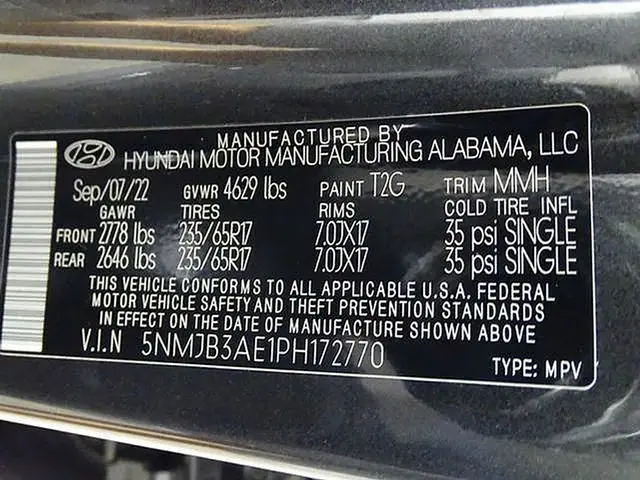 MANUFACTURED BY
HYUNDAI MOTOR MANUFACTURING ALABAMA, LLC
Sep/07/22 GVWR 4629 lbs PAINT T2G TRIM MMH
GAWR TIRES RIMS COLD TIRE INFL
FRONT 2778 lbs 235/65R17 7.0JX17 35 psi SINGLE
REAR 2646 lbs 235/65R17 7.0JX17 35 psi SINGLE
THIS VEHICLE CONFORMS TO ALL APPLICABLE U.S.A. FEDERAL
MOTOR VEHICLE SAFETY AND THEFT PREVENTION STANDARDS
IN EFFECT ON THE DATE OF MANUFACTURE SHOWN ABOVE
V.I.N 5NMJB3AE1PH172770
TYPE: MPV